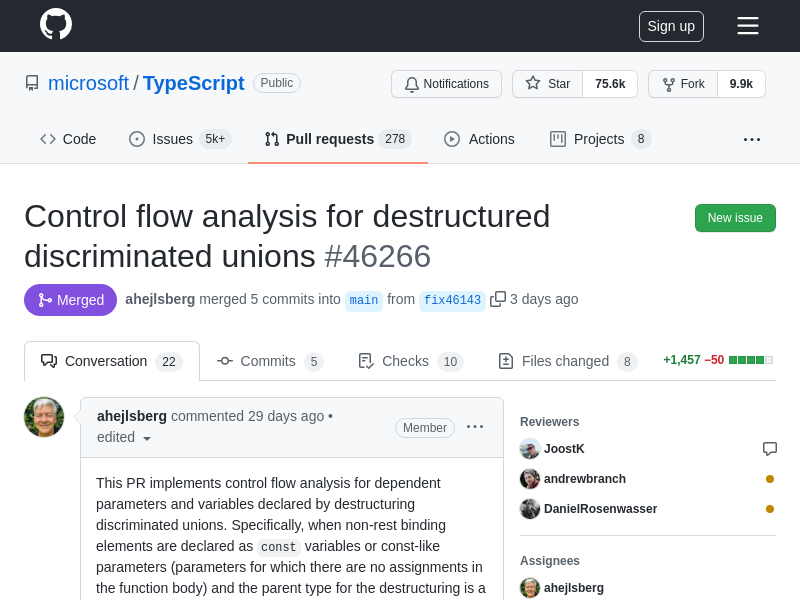 Sign up
microsoft / TypeScript Public
Notifications Star 75.6k Fork 9.9k
Code Issues 5k+ Pull requests 278 Actions Projects 8
Control flow analysis for destructured
discriminated unions #46266
New issue
Merged ahejlsberg merged 5 commits into main from fix46143 3 days ago
Conversation 22 Commits 5 Checks 10 Files changed 8 +1,457 −50
ahejlsberg commented 29 days ago •
edited
Member
This PR implements control flow analysis for dependent
parameters and variables declared by destructuring
discriminated unions. Specifically, when non-rest binding
elements are declared as const variables or const-like
parameters (parameters for which there are no assignments in
the function body) and the parent type for the destructuring is a
Reviewers
JoostK
andrewbranch
DanielRosenwasser
Assignees
ahejlsberg